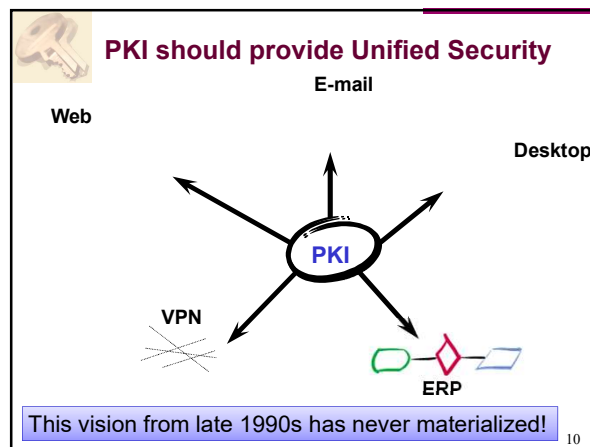 PKI should provide Unified Security
E-mail
Web
Desktop
PKI
VPN
ERP
This vision from late 1990s has never materialized!
10